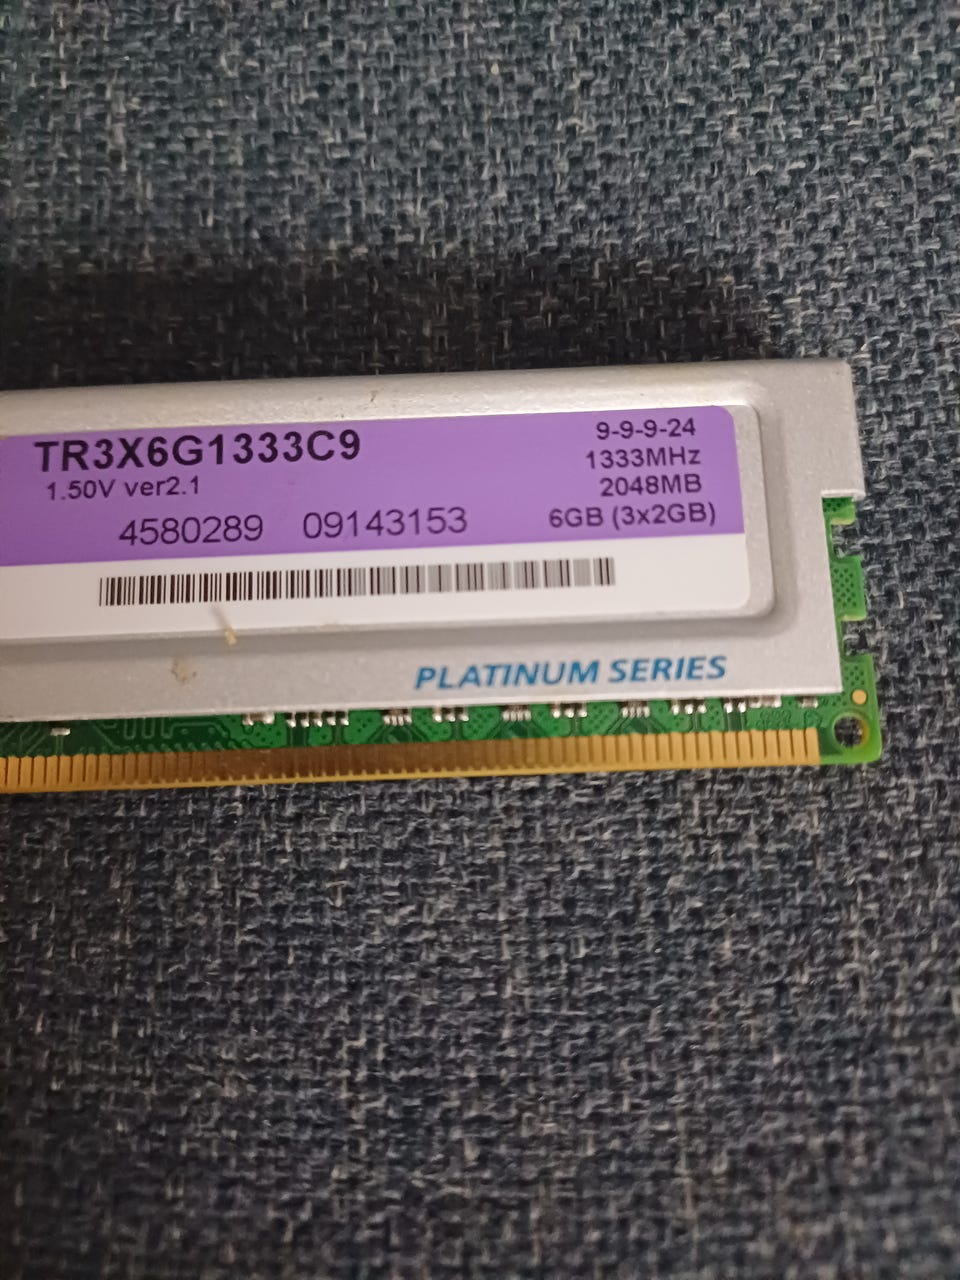 TR3X6G1333C9
1.50V ver2.1
4580289 09143153
9-9-9-24
1333MHz
2048MB
6GB (3x2GB)
PLATINUM SERIES